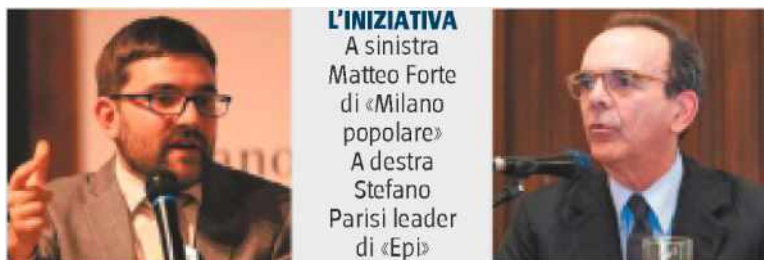 L'INIZIATIVA
A sinistra
Matteo Forte
di «Milano
popolare»
A destra
Stefano
Parisi leader
di «Epi»